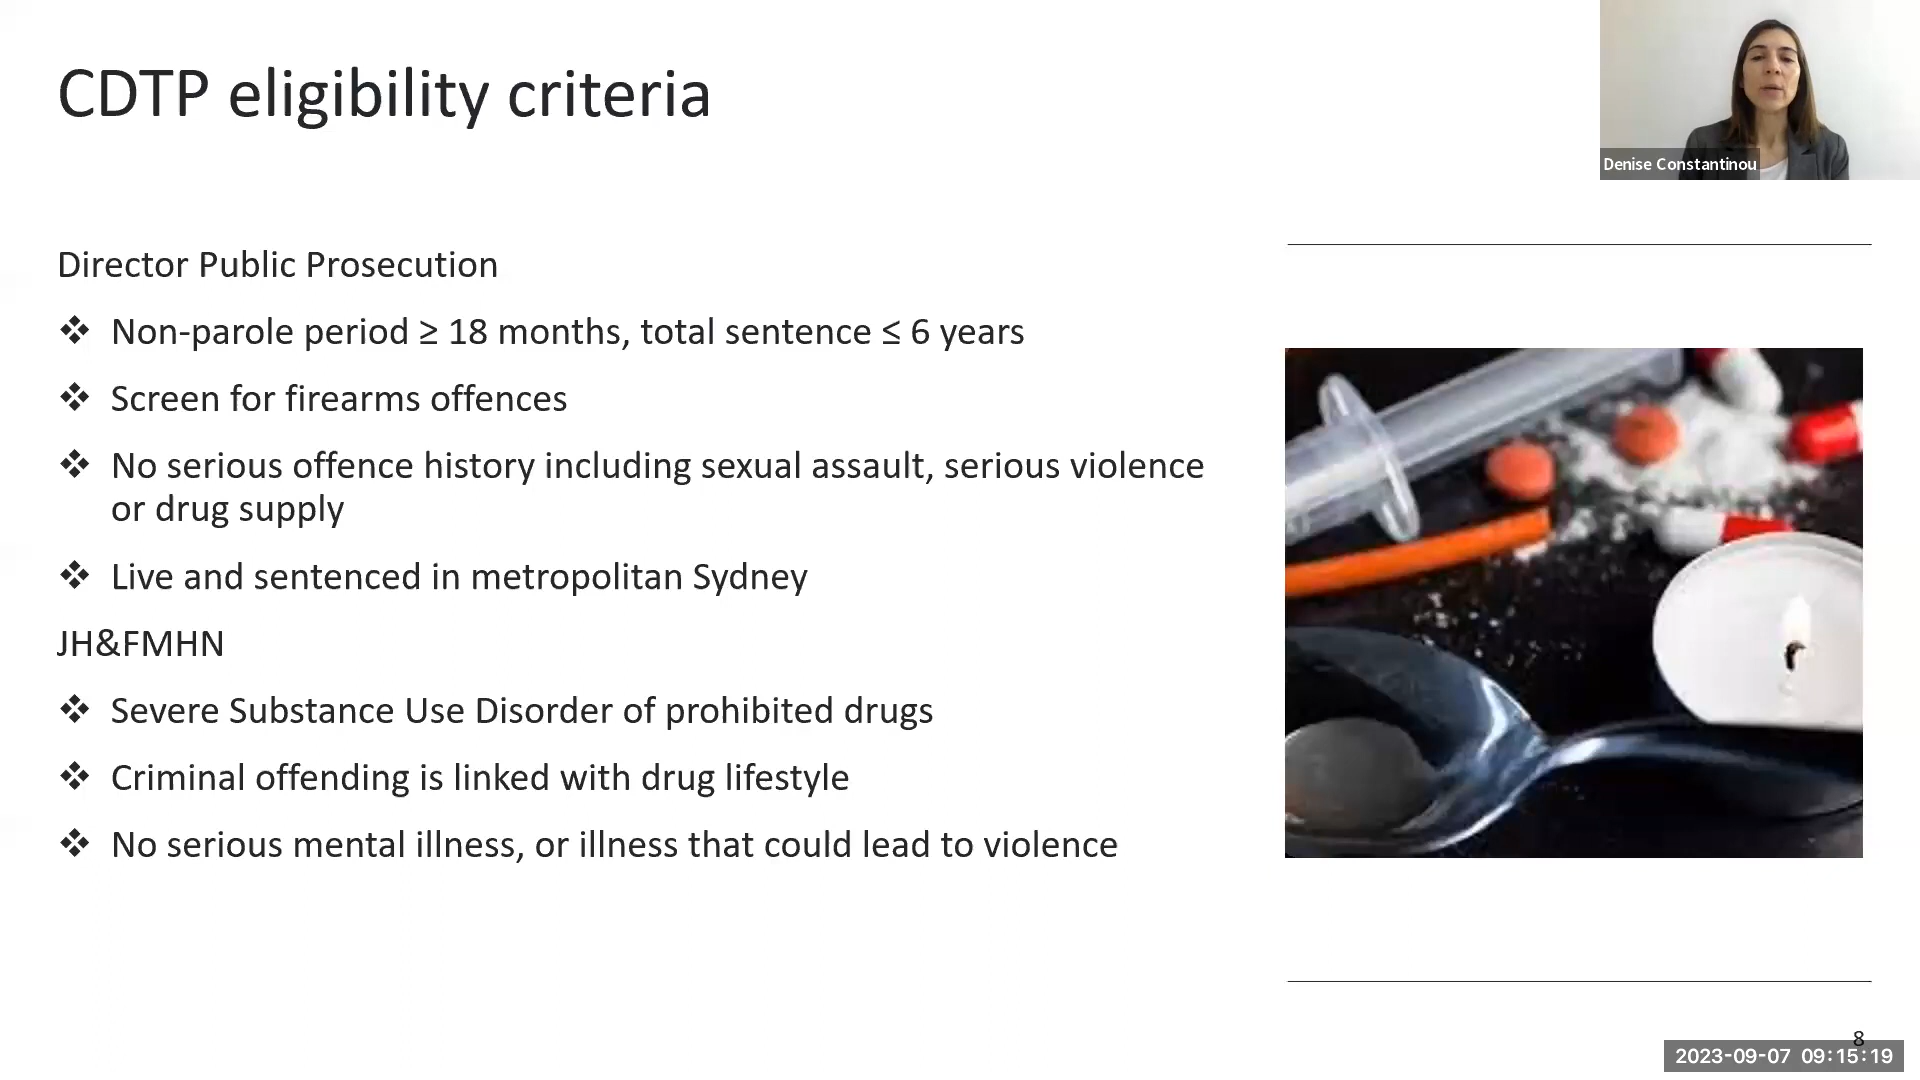 CDTP eligibility criteria
Denise Constantinou
Director Public Prosecution
❖ Non-parole period ≥ 18 months, total sentence ≤ 6 years
❖ Screen for firearms offences
❖ No serious offence history including sexual assault, serious violence
or drug supply
❖ Live and sentenced in metropolitan Sydney
JH&FMHN
❖ Severe Substance Use Disorder of prohibited drugs
❖ Criminal offending is linked with drug lifestyle
❖ No serious mental illness, or illness that could lead to violence
8
2023-09-07 09:15:19